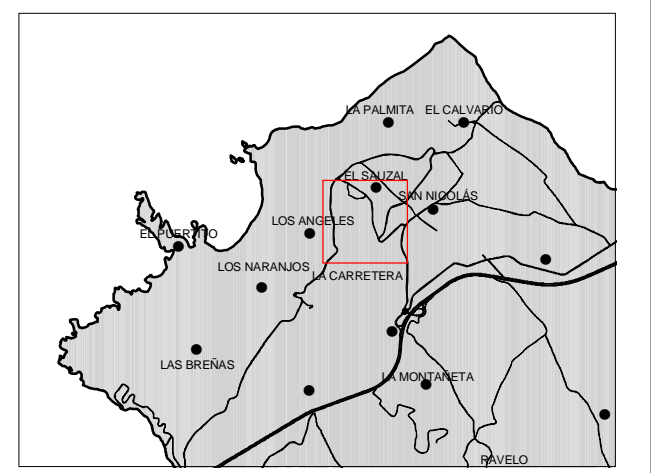 LA PALMITA EL CALVARIO
EL SAUZAL
SAN NICOLÁS
LOS ANGELES
EL PUERTITO
LOS NARANJOS
LA CARRETERA
LAS BREÑAS
LA MONTAÑETA
RAVELO